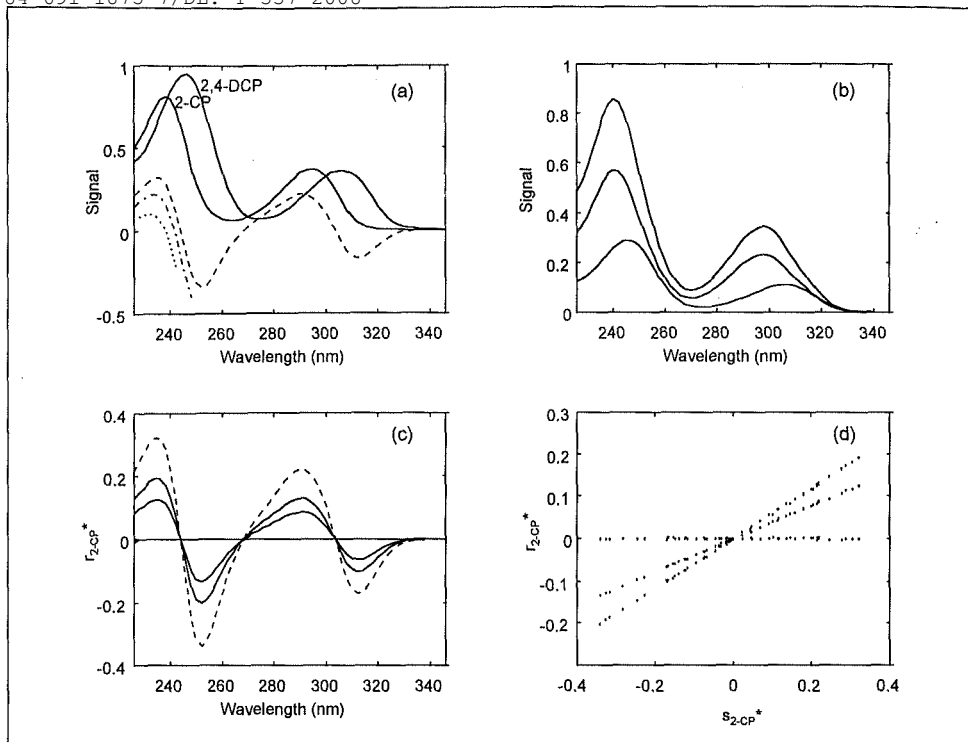 (a)
2,4-DCP
2-CP
Signal
1
0.5
0
-0.5
240 260 280 300 320 340
Wavelength (nm)
(b)
Signal
1
0.8
0.6
0.4
0.2
0
240 260 280 300 320 340
Wavelength (nm)
(c)
r2-CP*
0.4
0.2
0
-0.2
-0.4
240 260 280 300 320 340
Wavelength (nm)
(d)
r2-CP*
0.3
0.2
0.1
0
-0.1
-0.2
-0.4 -0.2 0 0.2 0.4
s2-CP*